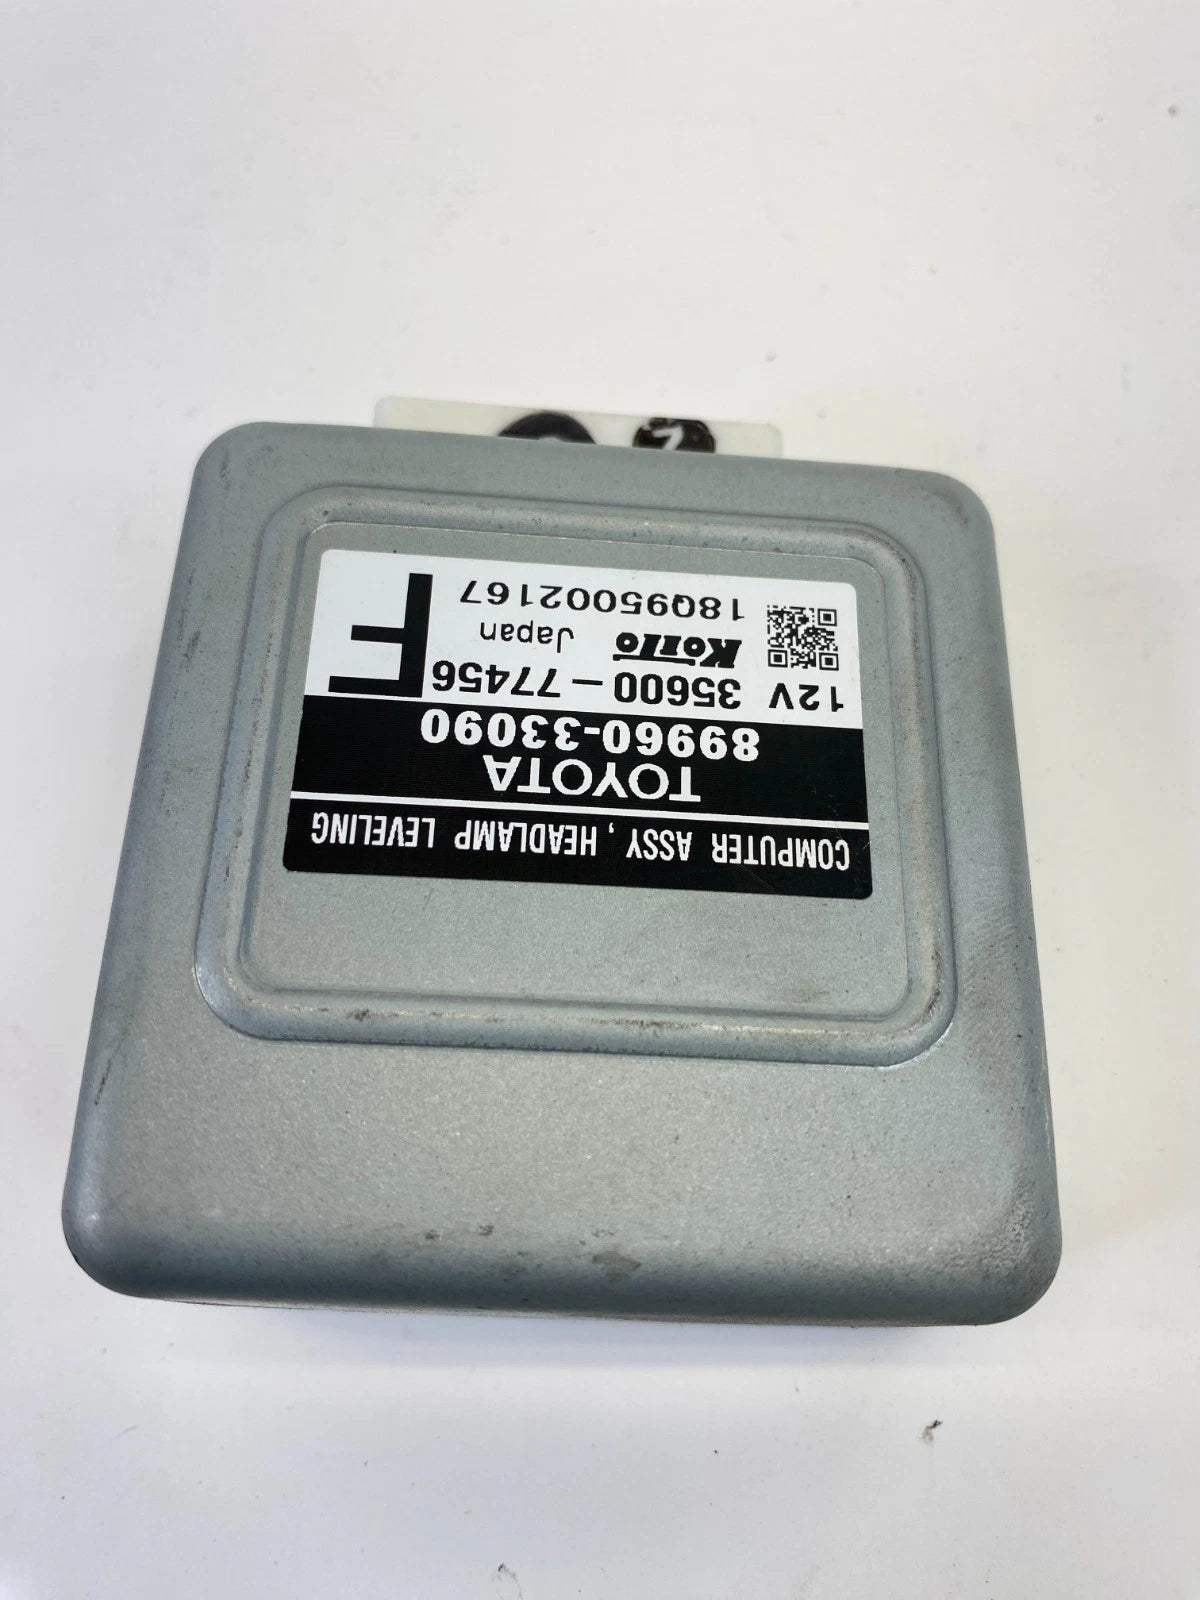 COMPUTER ASSY, HEADLAMP LEVELING
TOYOTA
89960-33090
12V 35600-77456
KOITO Japan
18Q95002167
F